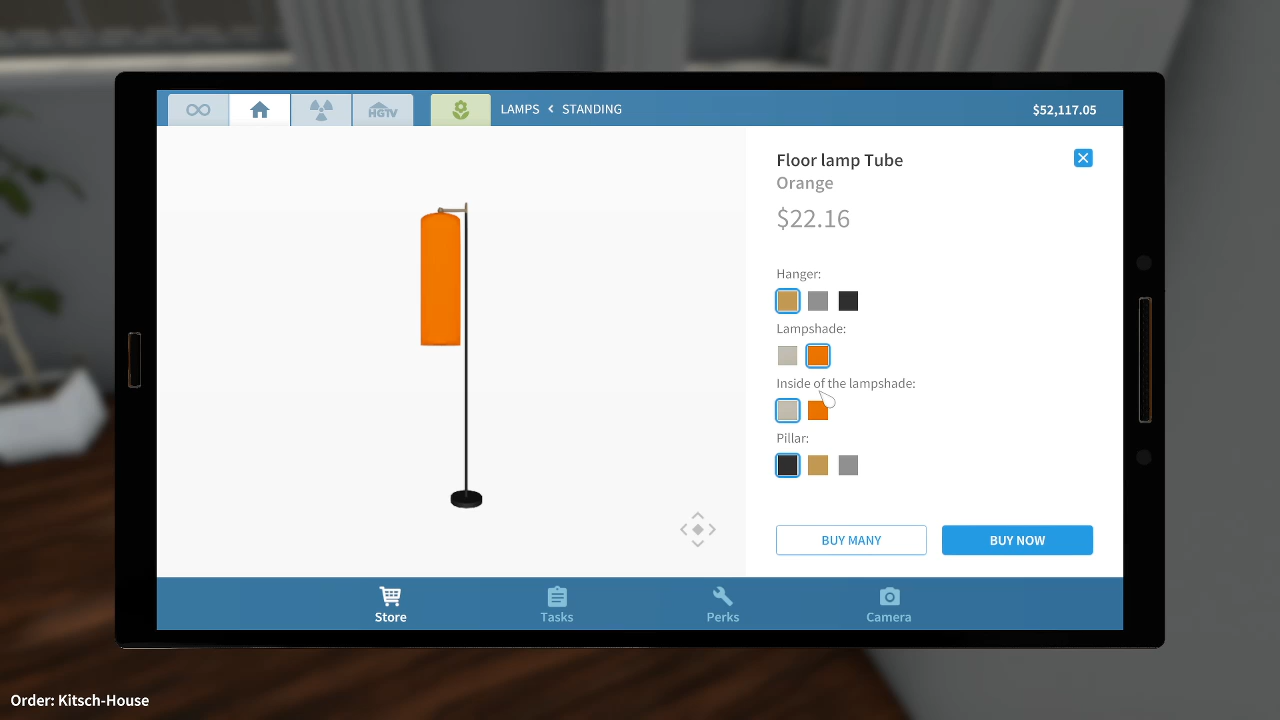 HGTV
LAMPS < STANDING
$52,117.05
Floor lamp Tube
Orange
$22.16
Hanger:
Lampshade:
Inside of the lampshade:
Pillar:
BUY MANY
BUY NOW
Store
Tasks
Perks
Camera
Order: Kitsch-House